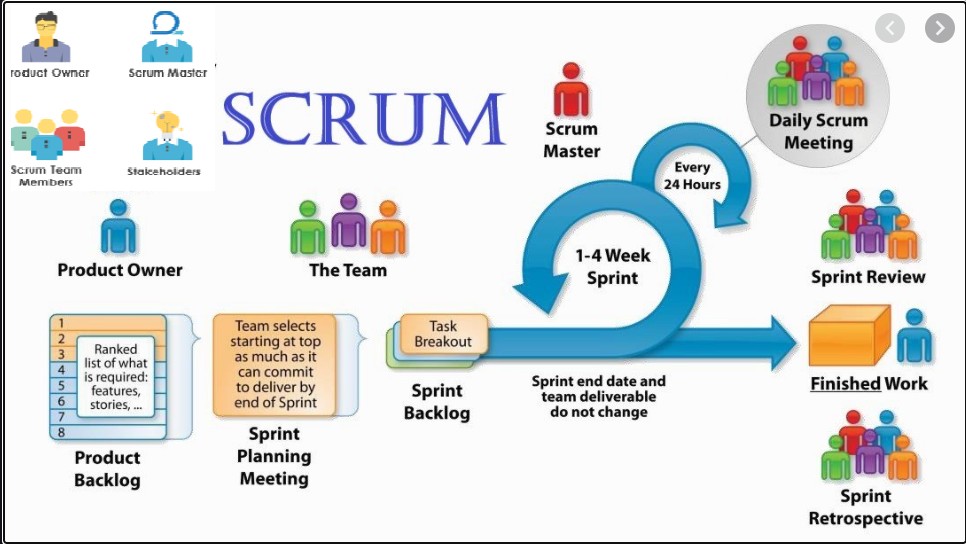 roduct Owner
Scrum Master
Scrum Team
Members
Stakeholders
SCRUM
Scrum
Master
Daily Scrum
Meeting
Every
24 Hours
Product Owner
The Team
1-4 Week
Sprint
Sprint Review
1
2
3
4
5
6
7
8
Ranked
list of what
is required:
features,
stories, ...
Product
Backlog
Team selects
starting at top
as much as it
can commit
to deliver by
end of Sprint
Sprint
Planning
Meeting
Task
Breakout
Sprint
Backlog
Sprint end date and
team deliverable
do not change
Finished Work
Sprint
Retrospective